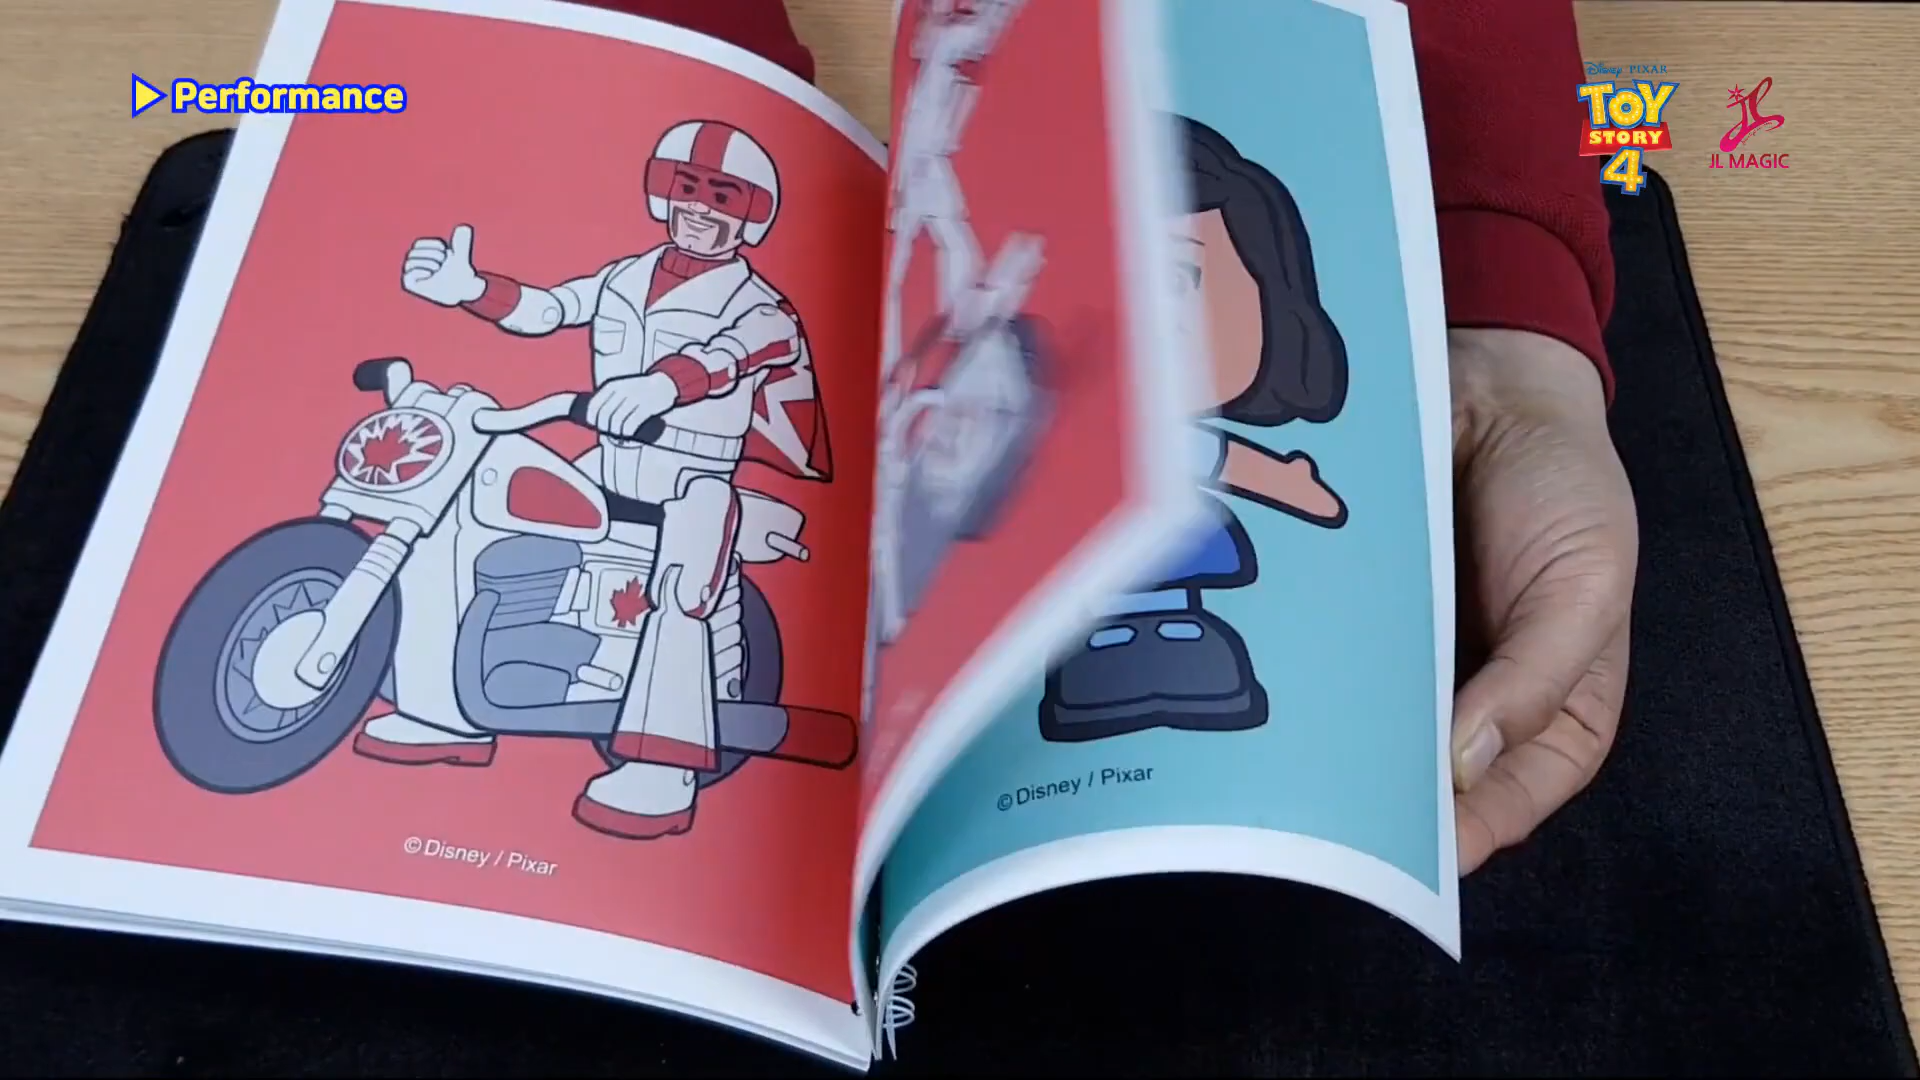 Performance
Disney PIXAR
TOY
STORY
4
JL MAGIC
©Disney / Pixar
©Disney / Pixar